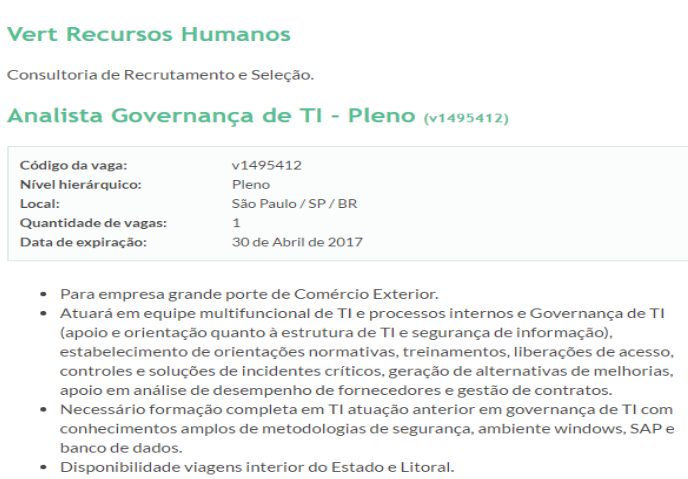 Vert Recursos Humanos
Consultoria de Recrutamento e Seleção.
Analista Governança de TI - Pleno (v1495412)
Código da vaga: v1495412
Nível hierárquico: Pleno
Local: São Paulo / SP / BR
Quantidade de vagas: 1
Data de expiração: 30 de Abril de 2017
• Para empresa grande porte de Comércio Exterior.
• Atuará em equipe multifuncional de TI e processos internos e Governança de TI
(apoio e orientação quanto à estrutura de TI e segurança de informação),
estabelecimento de orientações normativas, treinamentos, liberações de acesso,
controles e soluções de incidentes críticos, geração de alternativas de melhorias,
apoio em análise de desempenho de fornecedores e gestão de contratos.
• Necessário formação completa em TI atuação anterior em governança de TI com
conhecimentos amplos de metodologias de segurança, ambiente windows, SAP e
banco de dados.
• Disponibilidade viagens interior do Estado e Litoral.